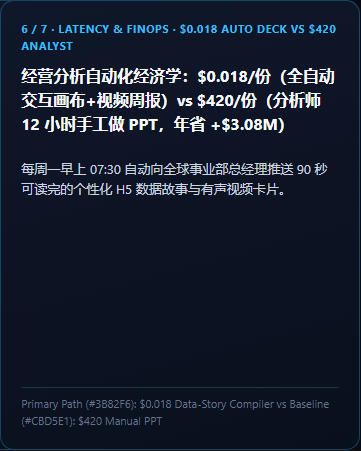 6 / 7 · LATENCY & FINOPS · $0.018 AUTO DECK VS $420
ANALYST
经营分析自动化经济学：$0.018/份（全自动
交互画布+视频周报）vs $420/份（分析师
12 小时手工做 PPT，年省 +$3.08M）
每周一早上 07:30 自动向全球事业部总经理推送 90 秒
可读完的个性化 H5 数据故事与有声视频卡片。
Primary Path (#3B82F6): $0.018 Data-Story Compiler vs Baseline
(#CBD5E1): $420 Manual PPT